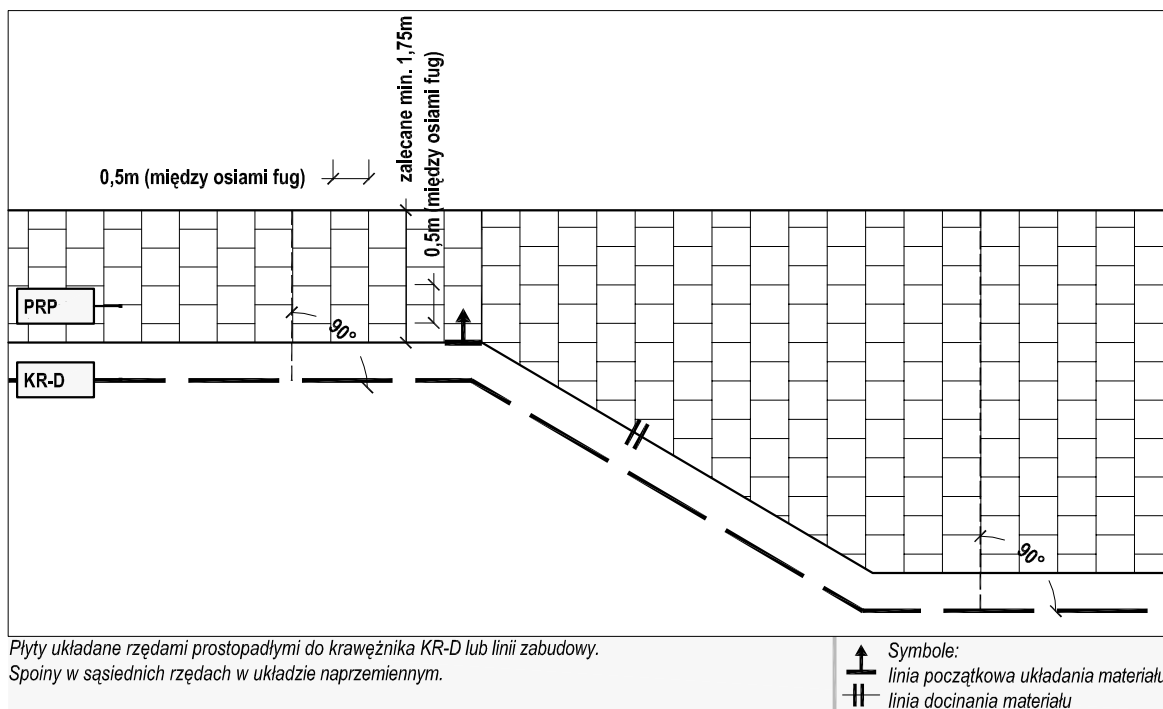 zalecane min. 1,75m
0,5m (między osiami fug)
0,5m (między osiami fug)
PRP
90°
KR-D
90°
Płyty układane rzędami prostopadłymi do krawężnika KR-D lub linii zabudowy.
Spoiny w sąsiednich rzędach w układzie naprzemiennym.
Symbole:
linia początkowa układania materiału
linia docinania materiału